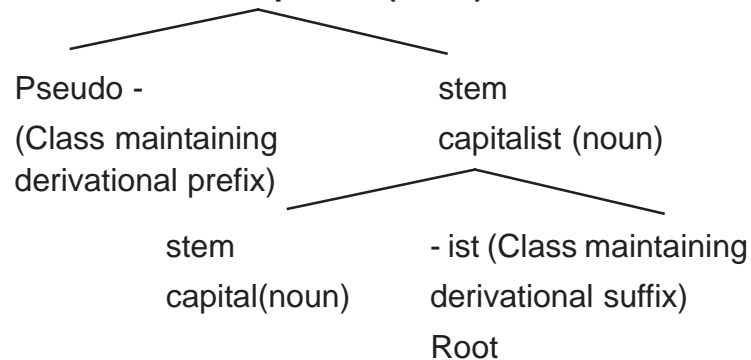 Pseudo - stem
(Class maintaining capitalist (noun)
derivational prefix)
stem - ist (Class maintaining
capital(noun) derivational suffix)
Root